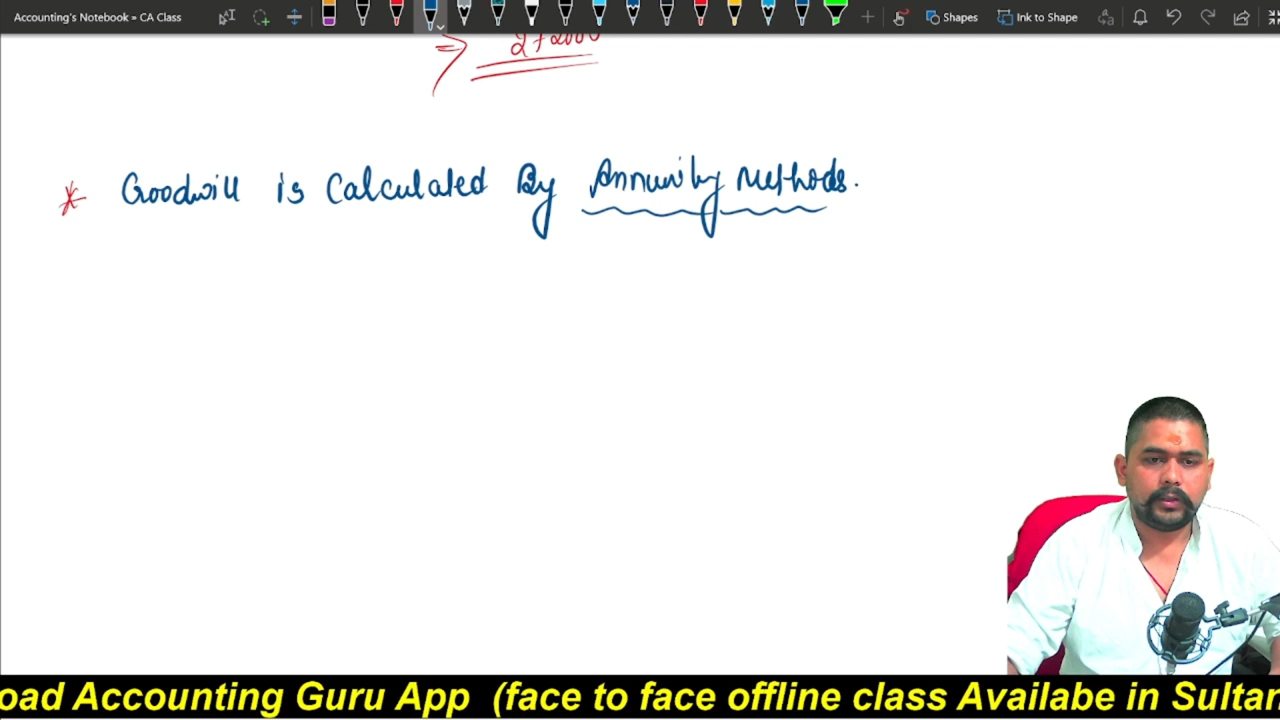 Accounting's Notebook » CA Class
Shapes
Ink to Shape
⇒
* Goodwill is Calculated By Annuity Methods.
oad Accounting Guru App (face to face offline class Availabe in Sultan